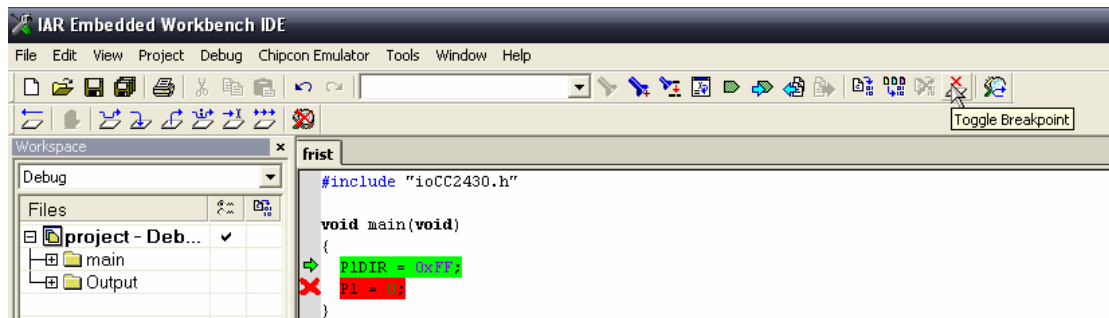 IAR Embedded Workbench IDE
File Edit View Project Debug Chipcon Emulator Tools Window Help
Toggle Breakpoint
Workspace
frist
Debug
#include "ioCC2430.h"
Files
void main(void)
project - Deb...
{
main
P1DIR = 0xFF;
Output
P1 = 0;
}